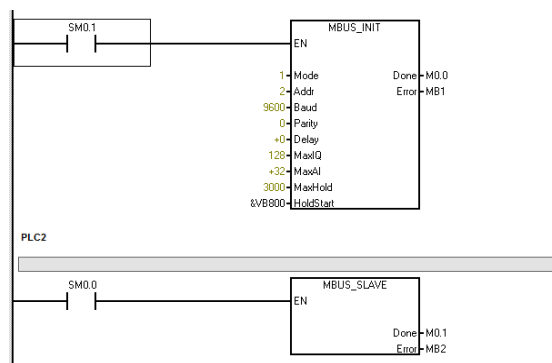 SM0.1
MBUS_INIT
EN
1 Mode Done M0.0
2 Addr Error MB1
9600 Baud
0 Parity
+0 Delay
128 MaxIQ
+32 MaxAI
3000 MaxHold
&VB800 HoldStart
PLC2
SM0.0
MBUS_SLAVE
EN
Done M0.1
Error MB2